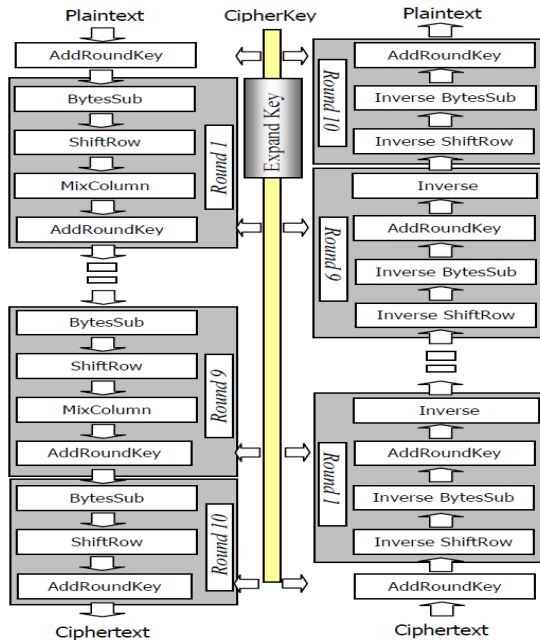 Plaintext
AddRoundKey
BytesSub
ShiftRow
MixColumn
AddRoundKey
Round 1
BytesSub
ShiftRow
MixColumn
AddRoundKey
Round 9
BytesSub
ShiftRow
AddRoundKey
Round 10
Ciphertext
CipherKey
Expand Key
Plaintext
AddRoundKey
Inverse BytesSub
Inverse ShiftRow
Round 10
Inverse
AddRoundKey
Inverse BytesSub
Inverse ShiftRow
Round 9
Inverse
AddRoundKey
Inverse BytesSub
Inverse ShiftRow
Round 1
AddRoundKey
Ciphertext